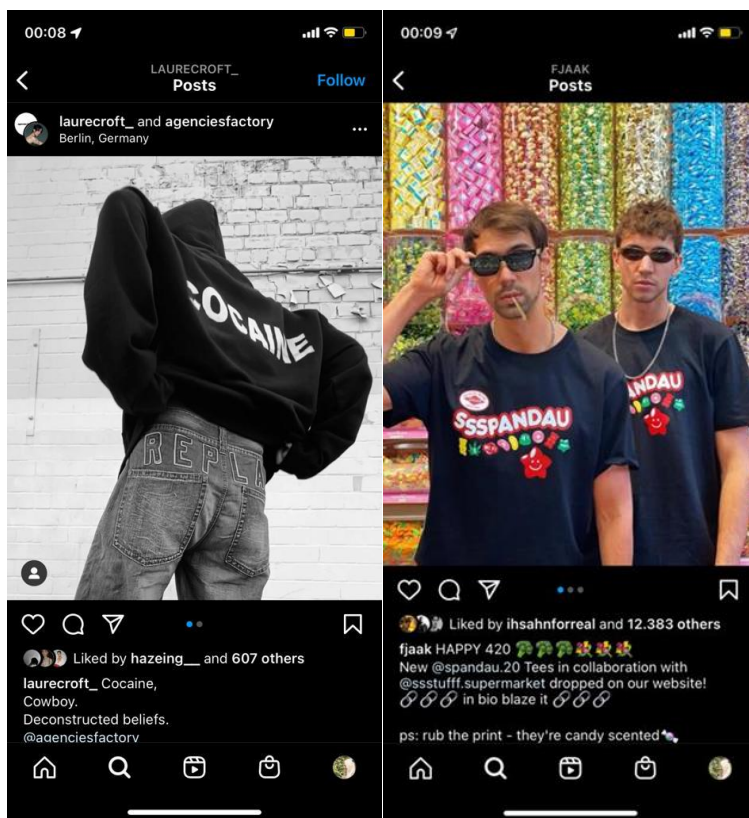 00:08
LAURECROFT_
Posts
Follow
laurecroft_ and agenciesfactory
Berlin, Germany
COCAINE
REPLA
Liked by hazeing__ and 607 others
laurecroft_ Cocaine,
Cowboy.
Deconstructed beliefs.
@agenciesfactory
00:09
FJAAK
Posts
SSSPANDAU
ANDAU
Liked by ihsahnforreal and 12.383 others
fjaak HAPPY 420 🥦🥦🥦💐💐💐
New @spandau.20 Tees in collaboration with
@ssstufff.supermarket dropped on our website!
🔗🔗🔗 in bio blaze it 🔗🔗🔗
ps: rub the print - they're candy scented🍬